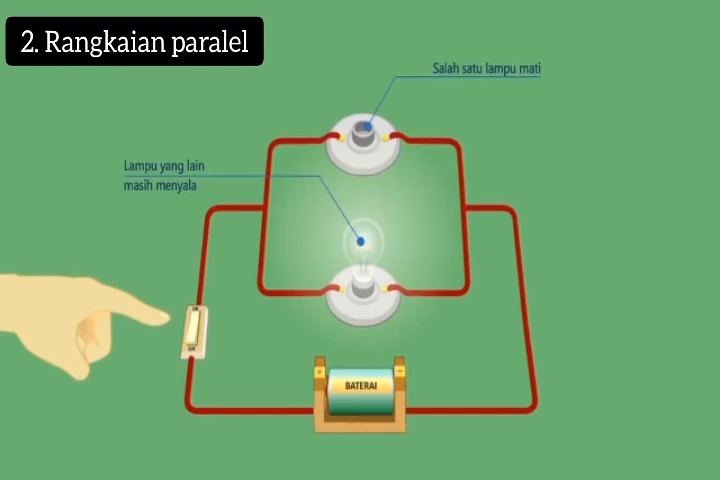 2. Rangkaian paralel
Salah satu lampu mati
Lampu yang lain
masih menyala
BATERAI